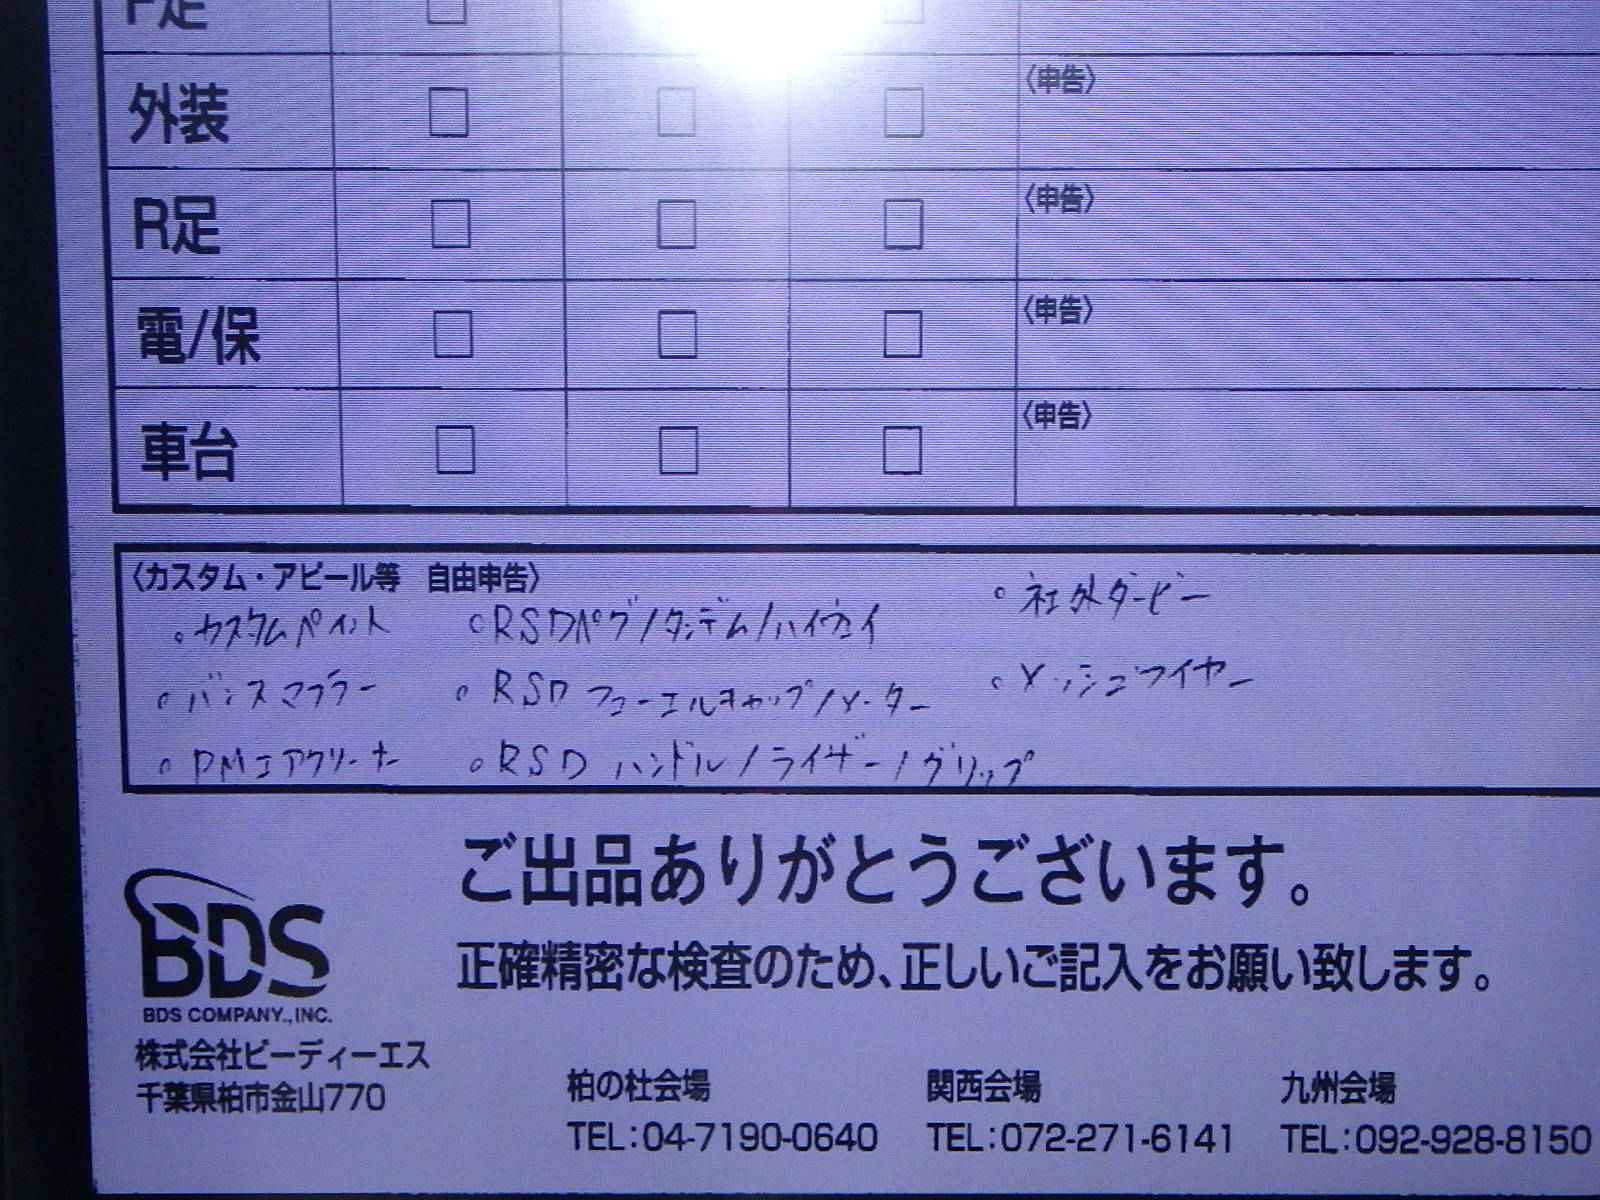 F足
外装 □ □ □ 〈申告〉
R足 □ □ □ 〈申告〉
電/保 □ □ □ 〈申告〉
車台 □ □ □ 〈申告〉
〈カスタム・アピール等 自由申告〉
。カスタムペイント 。RSDペグ/タンデム/ハイウェイ 。社外ダービー
。バンスマフラー 。RSD フューエルキャップ/メーター 。メッシュワイヤー
。PMエアクリーナー 。RSD ハンドル/ライザー/グリップ
ご出品ありがとうございます。
正確精密な検査のため、正しいご記入をお願い致します。
BDS
BDS COMPANY.,INC.
株式会社ビーディーエス
千葉県柏市金山770
柏の杜会場 関西会場 九州会場
TEL:04-7190-0640 TEL:072-271-6141 TEL:092-928-8150